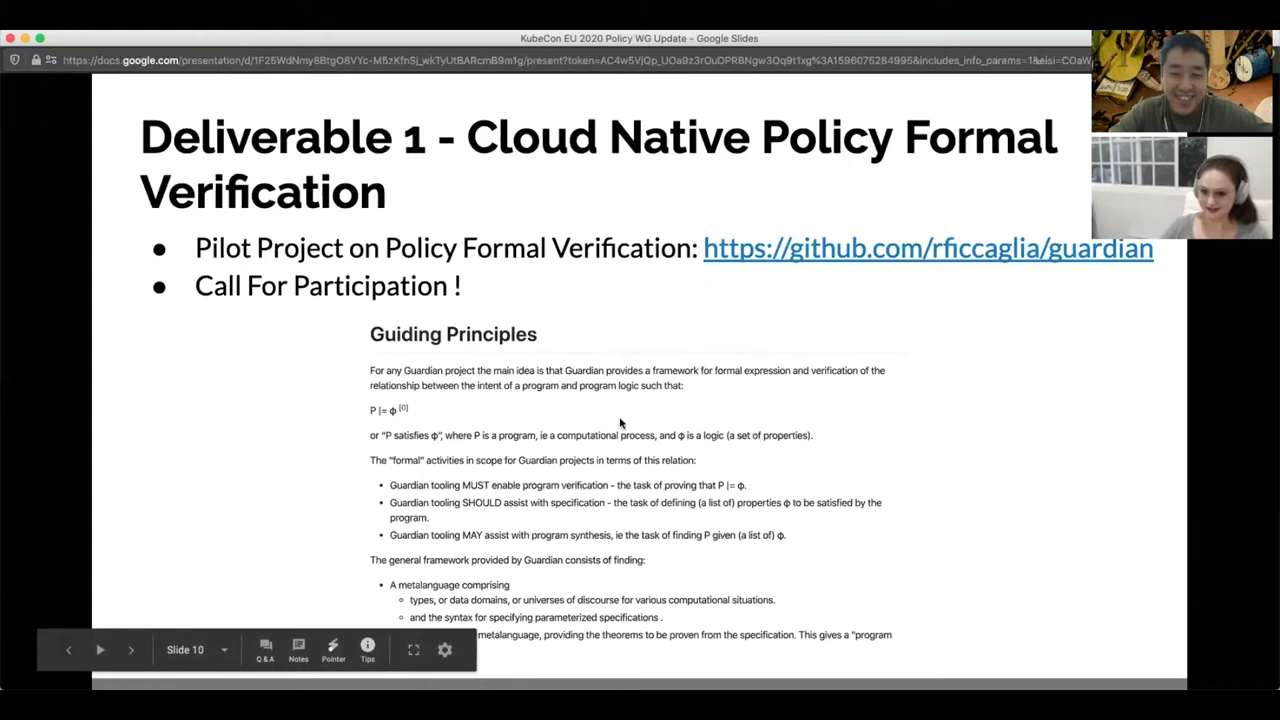 KubeCon EU 2020 Policy WG Update - Google Slides
Deliverable 1 - Cloud Native Policy Formal
Verification
● Pilot Project on Policy Formal Verification: https://github.com/rficcaglia/guardian
● Call For Participation !
Guiding Principles
For any Guardian project the main idea is that Guardian provides a framework for formal expression and verification of the
relationship between the intent of a program and program logic such that:
P |= ϕ [0]
or "P satisfies ϕ", where P is a program, ie a computational process, and ϕ is a logic (a set of properties).
The "formal" activities in scope for Guardian projects in terms of this relation:
• Guardian tooling MUST enable program verification - the task of proving that P |= ϕ.
• Guardian tooling SHOULD assist with specification - the task of defining (a list of) properties ϕ to be satisfied by the
program.
• Guardian tooling MAY assist with program synthesis, ie the task of finding P given (a list of) ϕ.
The general framework provided by Guardian consists of finding:
• A metalanguage comprising
○ types, or data domains, or universes of discourse for various computational situations.
○ and the syntax for specifying parameterized specifications .
metalanguage, providing the theorems to be proven from the specification. This gives a "program
Slide 10
Q & A Notes Pointer Tips